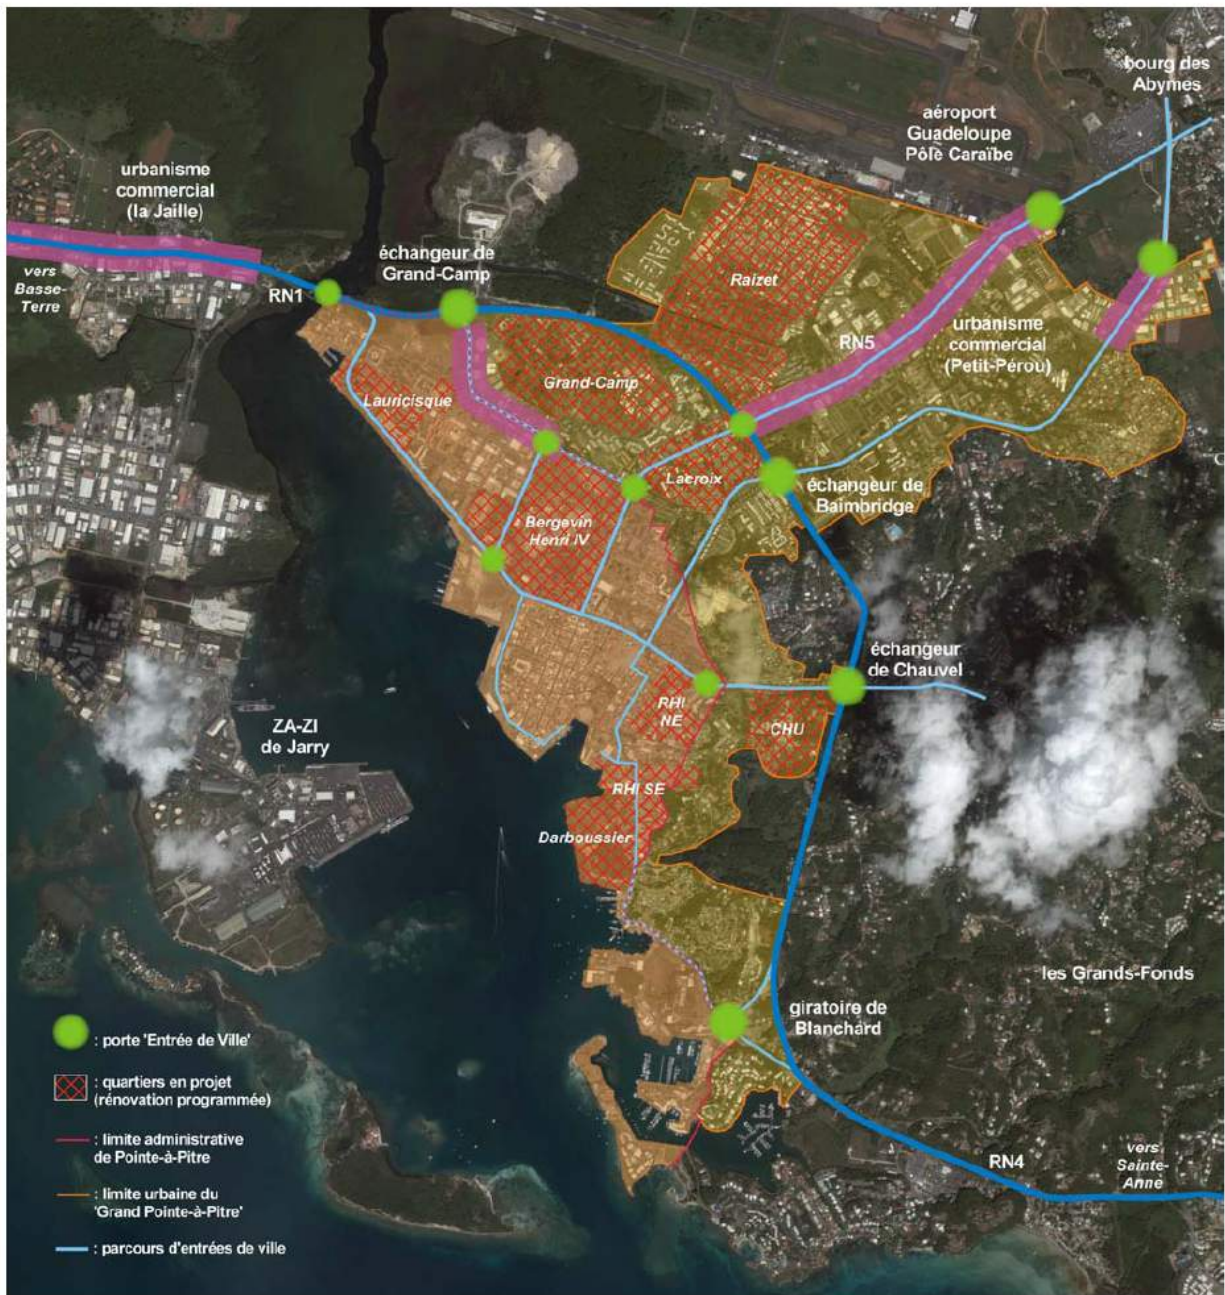 bourg des
Abymes
aéroport
Guadeloupe
Pôle Caraïbe
urbanisme
commercial
(la Jaille)
échangeur de
Grand-Camp
vers
Basse-
Terre
RN1
Raizet
RN5
urbanisme
commercial
(Petit-Pérou)
Grand-Camp
Lauricisque
Lacroix
échangeur de
Baimbridge
Bergevin
Henri IV
échangeur
de Chauvel
RHI
NE
CHU
ZA-ZI
de Jarry
RHI SE
Darboussier
les Grands-Fonds
giratoire de
Blanchard
: porte 'Entrée de Ville'
: quartiers en projet
(rénovation programmée)
: limite administrative
de Pointe-à-Pitre
: limite urbaine du
'Grand Pointe-à-Pitre'
: parcours d'entrées de ville
RN4
vers
Sainte-
Anne